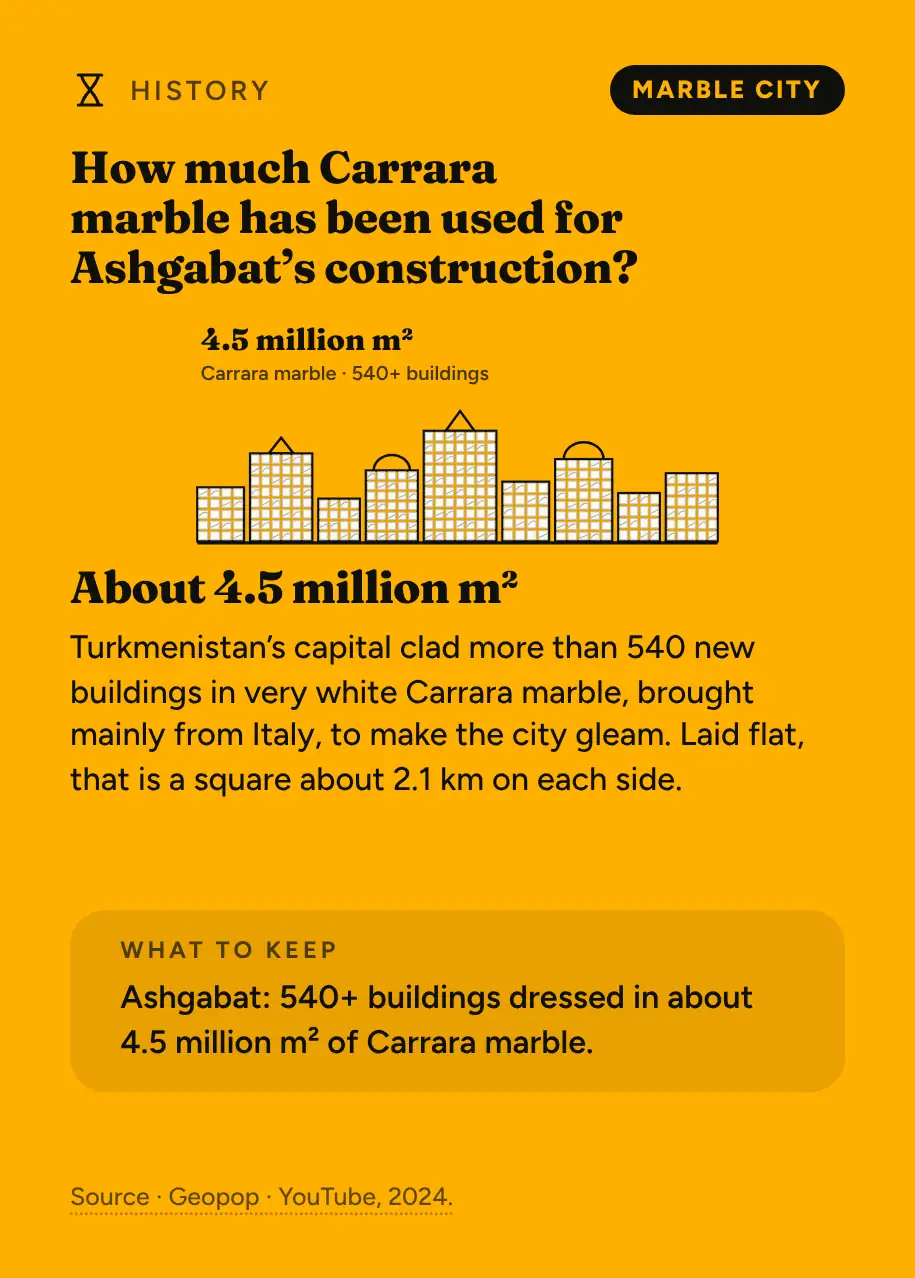 HISTORY
MARBLE CITY
How much Carrara
marble has been used for
Ashgabat’s construction?
4.5 million m²
Carrara marble · 540+ buildings
About 4.5 million m²
Turkmenistan’s capital clad more than 540 new
buildings in very white Carrara marble, brought
mainly from Italy, to make the city gleam. Laid flat,
that is a square about 2.1 km on each side.
WHAT TO KEEP
Ashgabat: 540+ buildings dressed in about
4.5 million m² of Carrara marble.
Source · Geopop · YouTube, 2024.